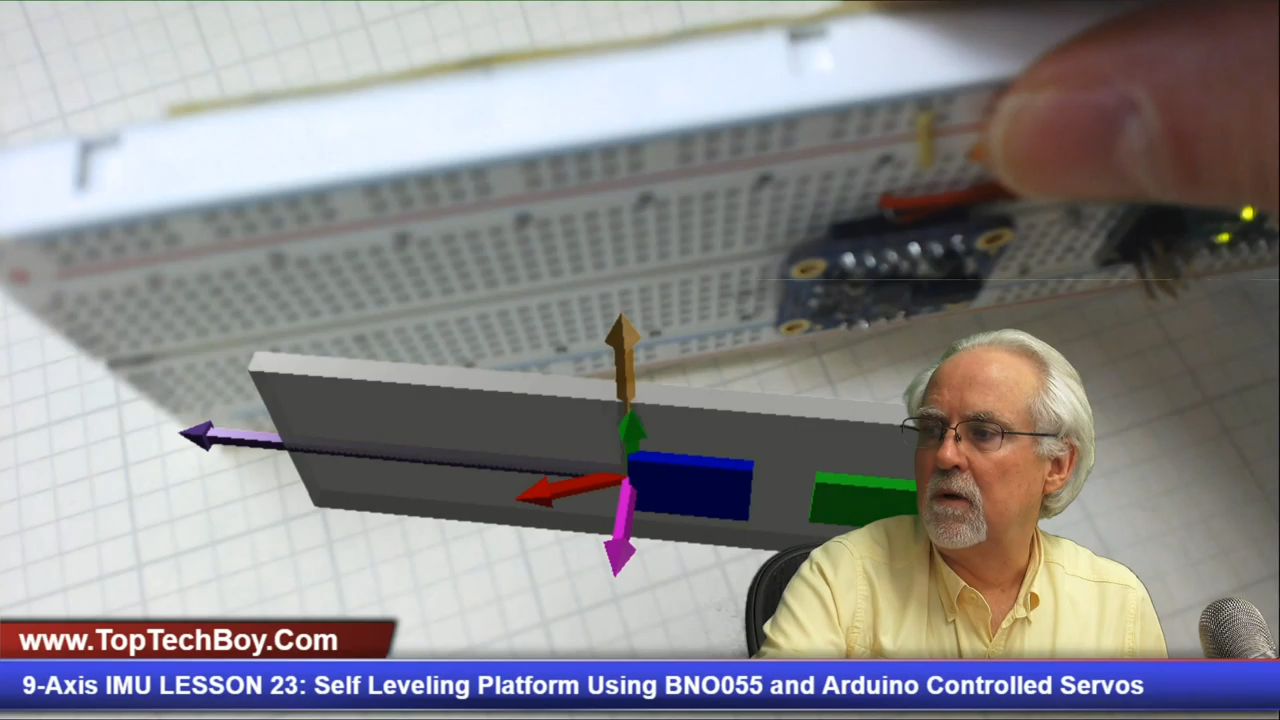 www.TopTechBoy.Com
9-Axis IMU LESSON 23: Self Leveling Platform Using BNO055 and Arduino Controlled Servos